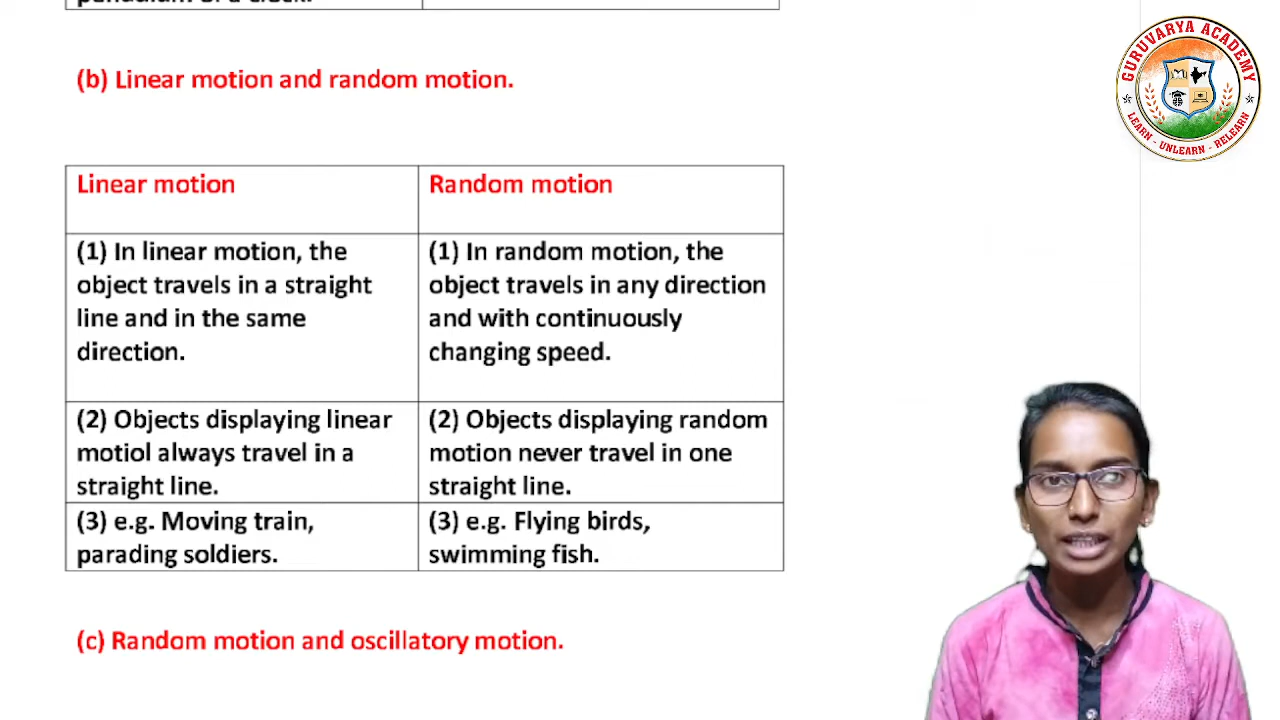 pendulum of a clock.
(b) Linear motion and random motion.
Linear motion
Random motion
(1) In linear motion, the
object travels in a straight
line and in the same
direction.
(1) In random motion, the
object travels in any direction
and with continuously
changing speed.
(2) Objects displaying linear
motiol always travel in a
straight line.
(2) Objects displaying random
motion never travel in one
straight line.
(3) e.g. Moving train,
parading soldiers.
(3) e.g. Flying birds,
swimming fish.
(c) Random motion and oscillatory motion.
GURUVARYA ACADEMY
LEARN - UNLEARN - RELEARN